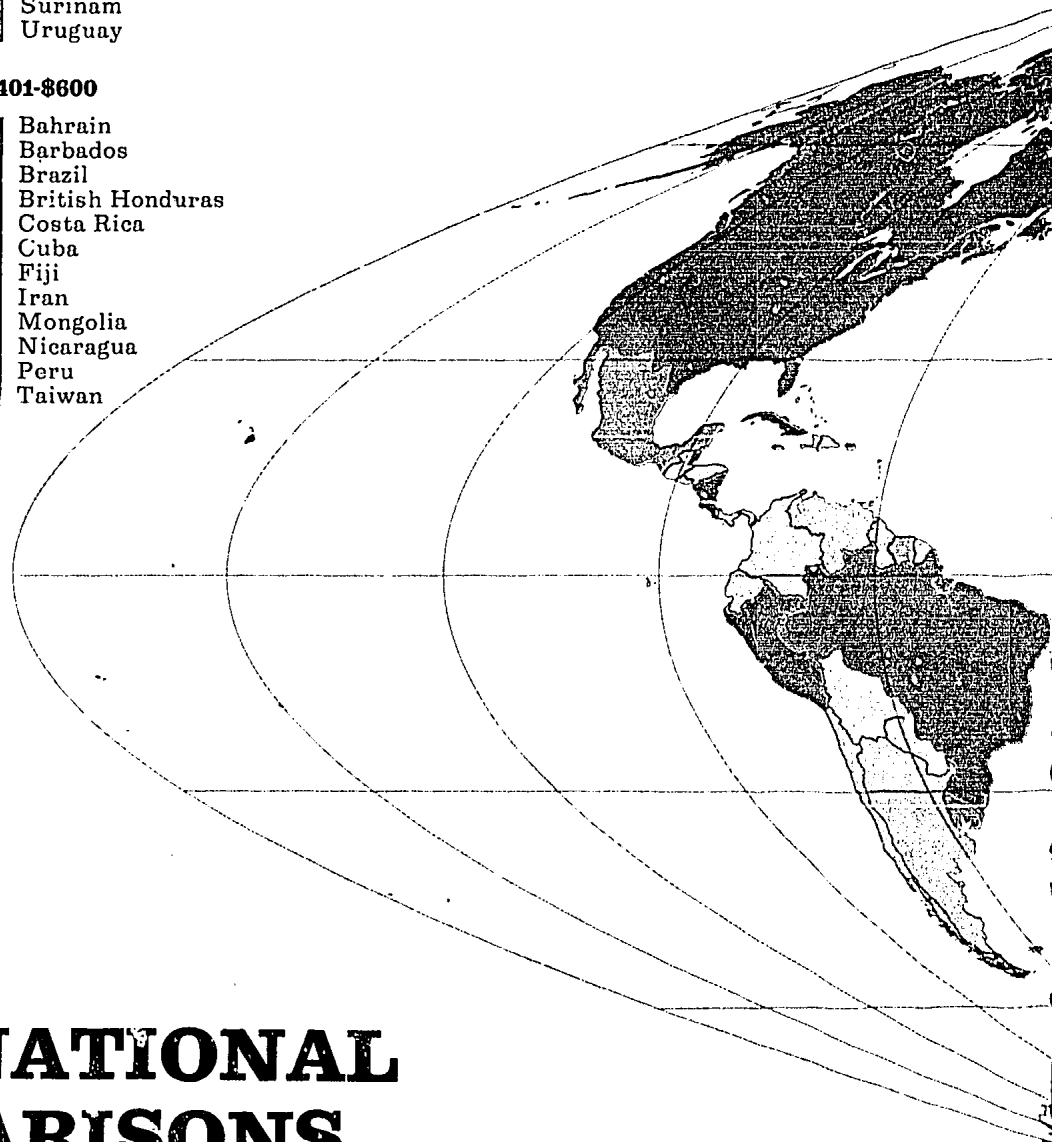 Surinam
Uruguay
401-$600
Bahrain
Barbados
Brazil
British Honduras
Costa Rica
Cuba
Fiji
Iran
Mongolia
Nicaragua
Peru
Taiwan
NATIONAL
ARISONS